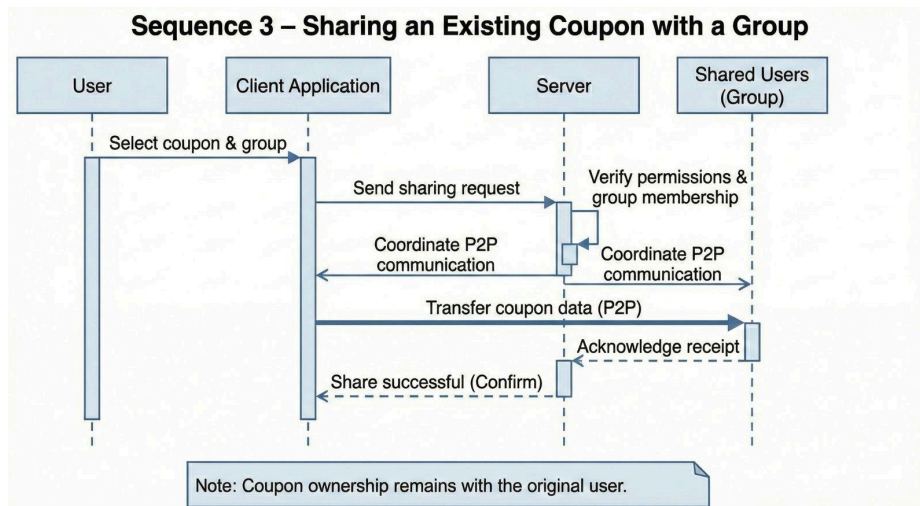 Sequence 3 – Sharing an Existing Coupon with a Group
User
Client Application
Server
Shared Users
(Group)
Select coupon & group
Send sharing request
Verify permissions &
group membership
Coordinate P2P
communication
Coordinate P2P
communication
Transfer coupon data (P2P)
Acknowledge receipt
Share successful (Confirm)
Note: Coupon ownership remains with the original user.